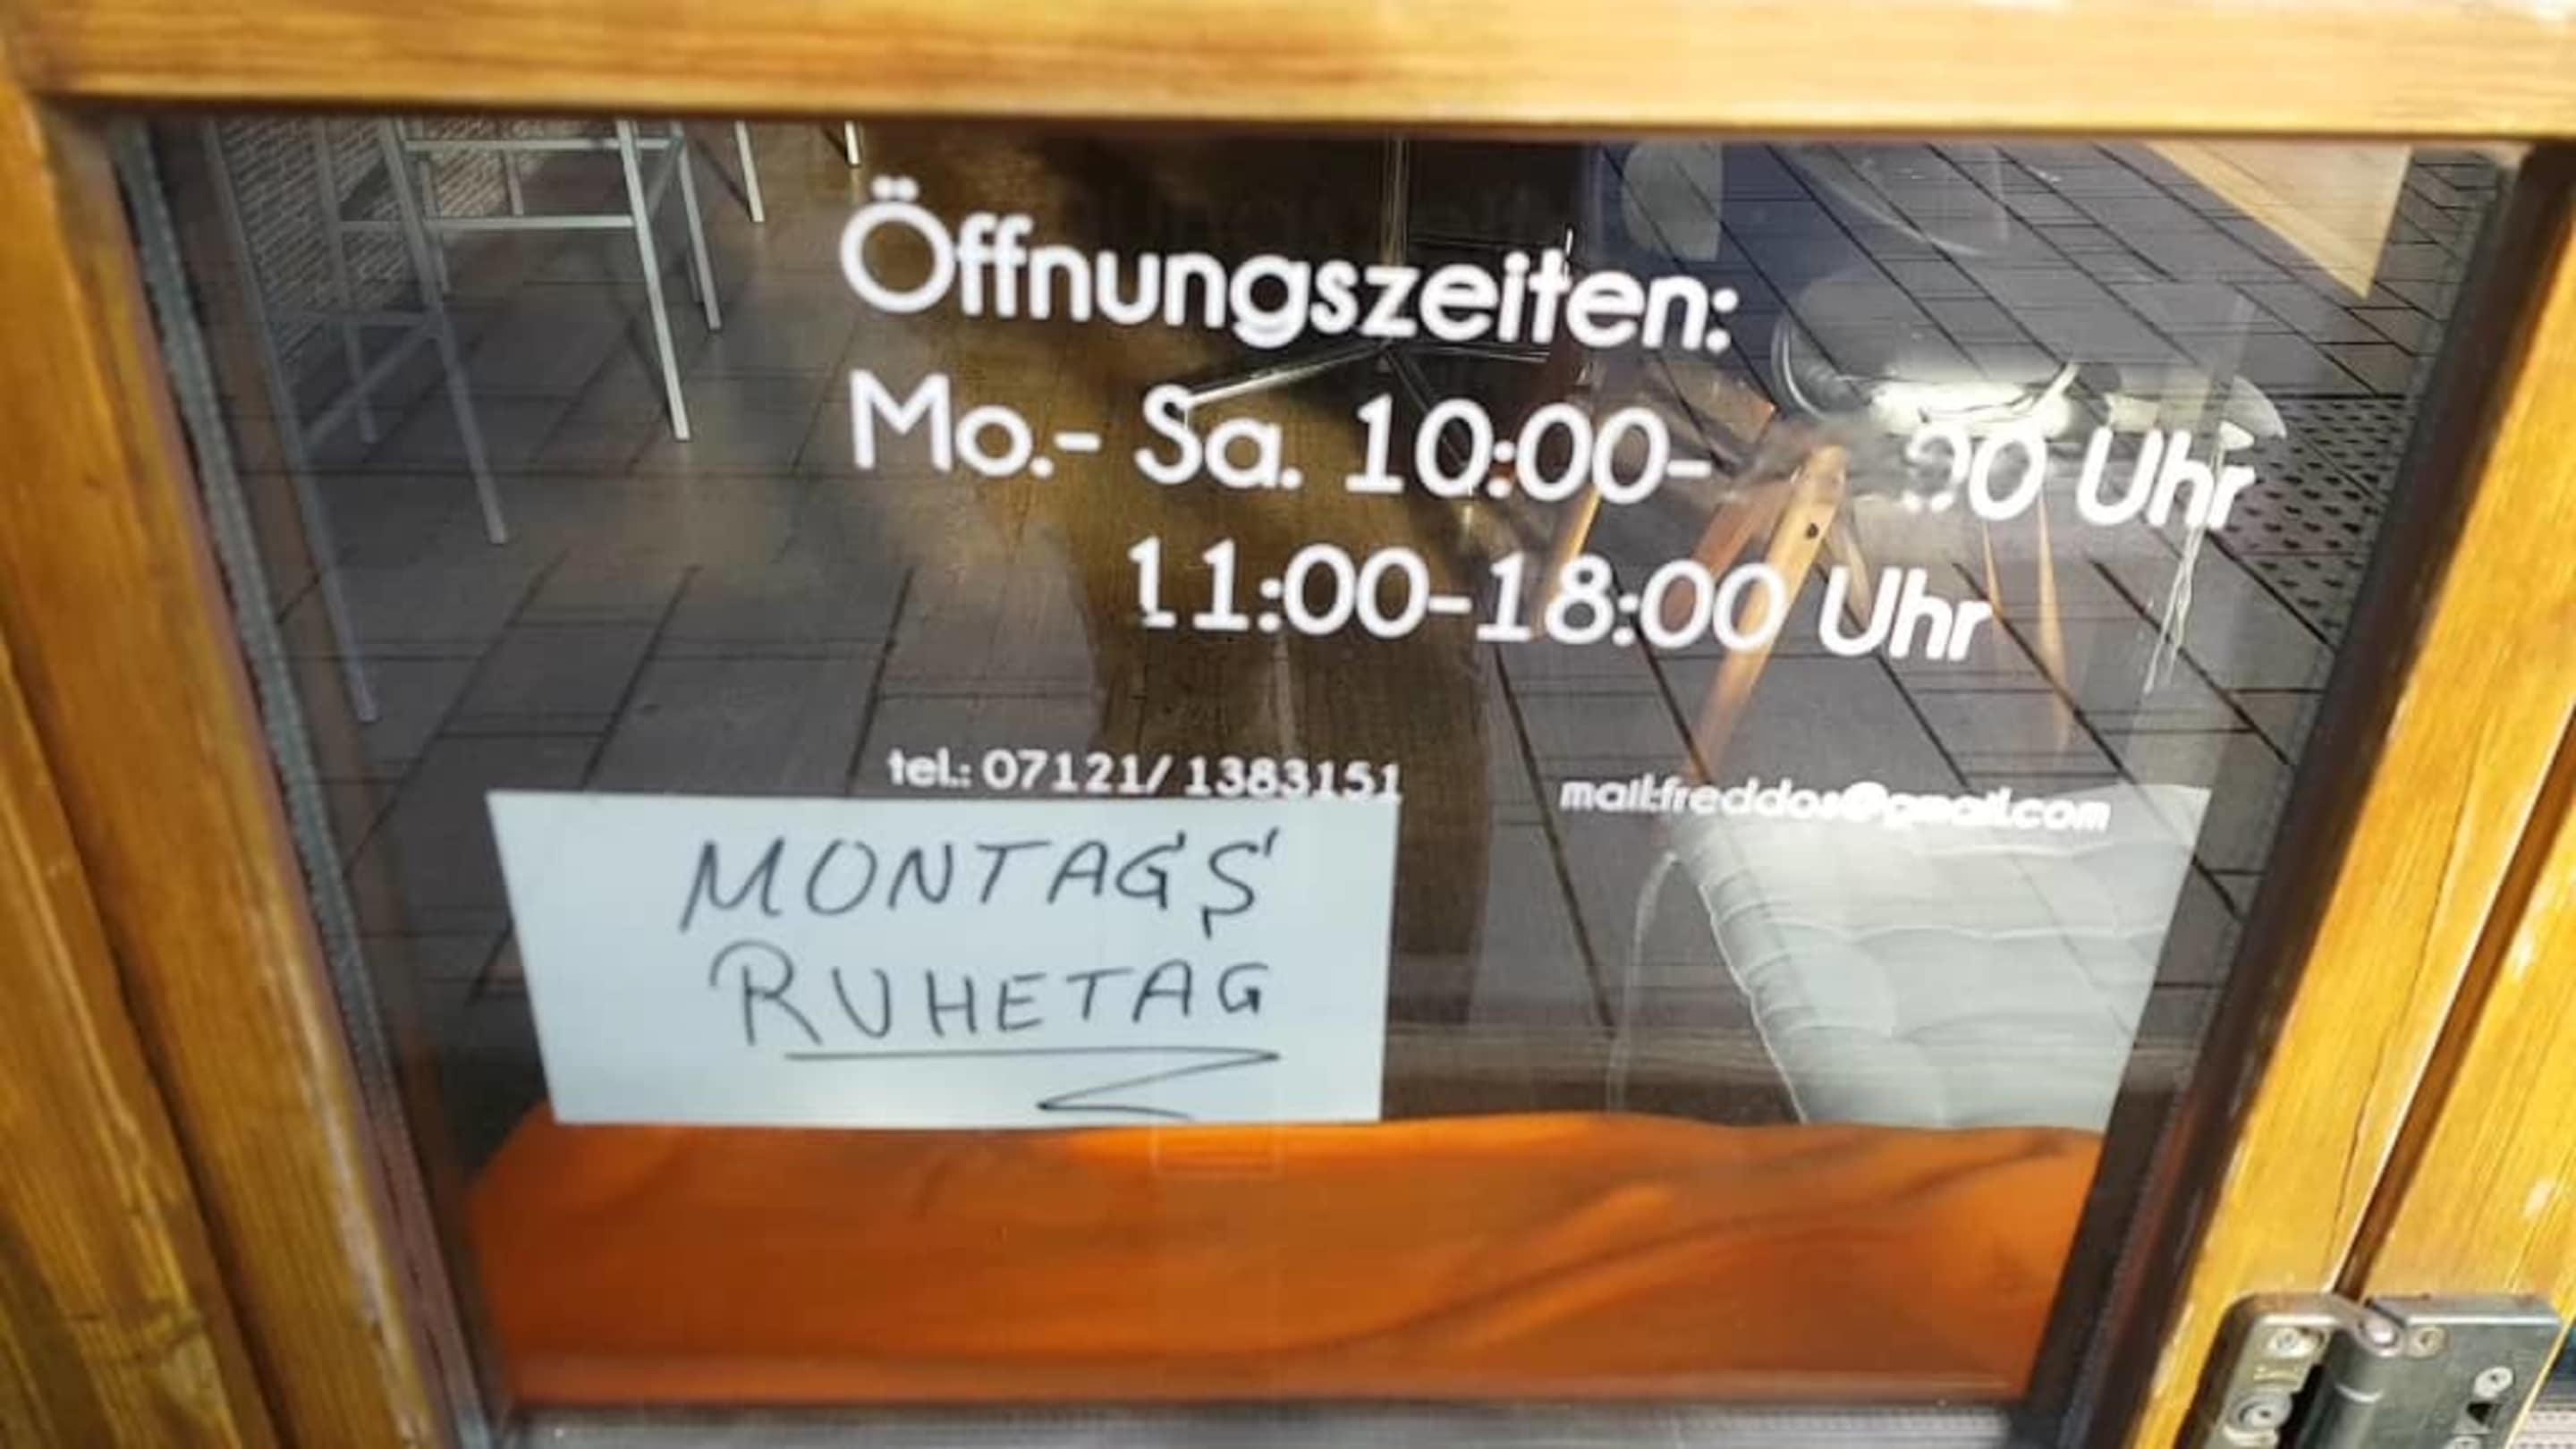 Öffnungszeiten:
Mo.- Sa. 10:00- Uhr
11:00-18:00 Uhr
tel.: 07121/ 1383151
mail:freddos@gmail.com
MONTAG'S'
RUHETAG